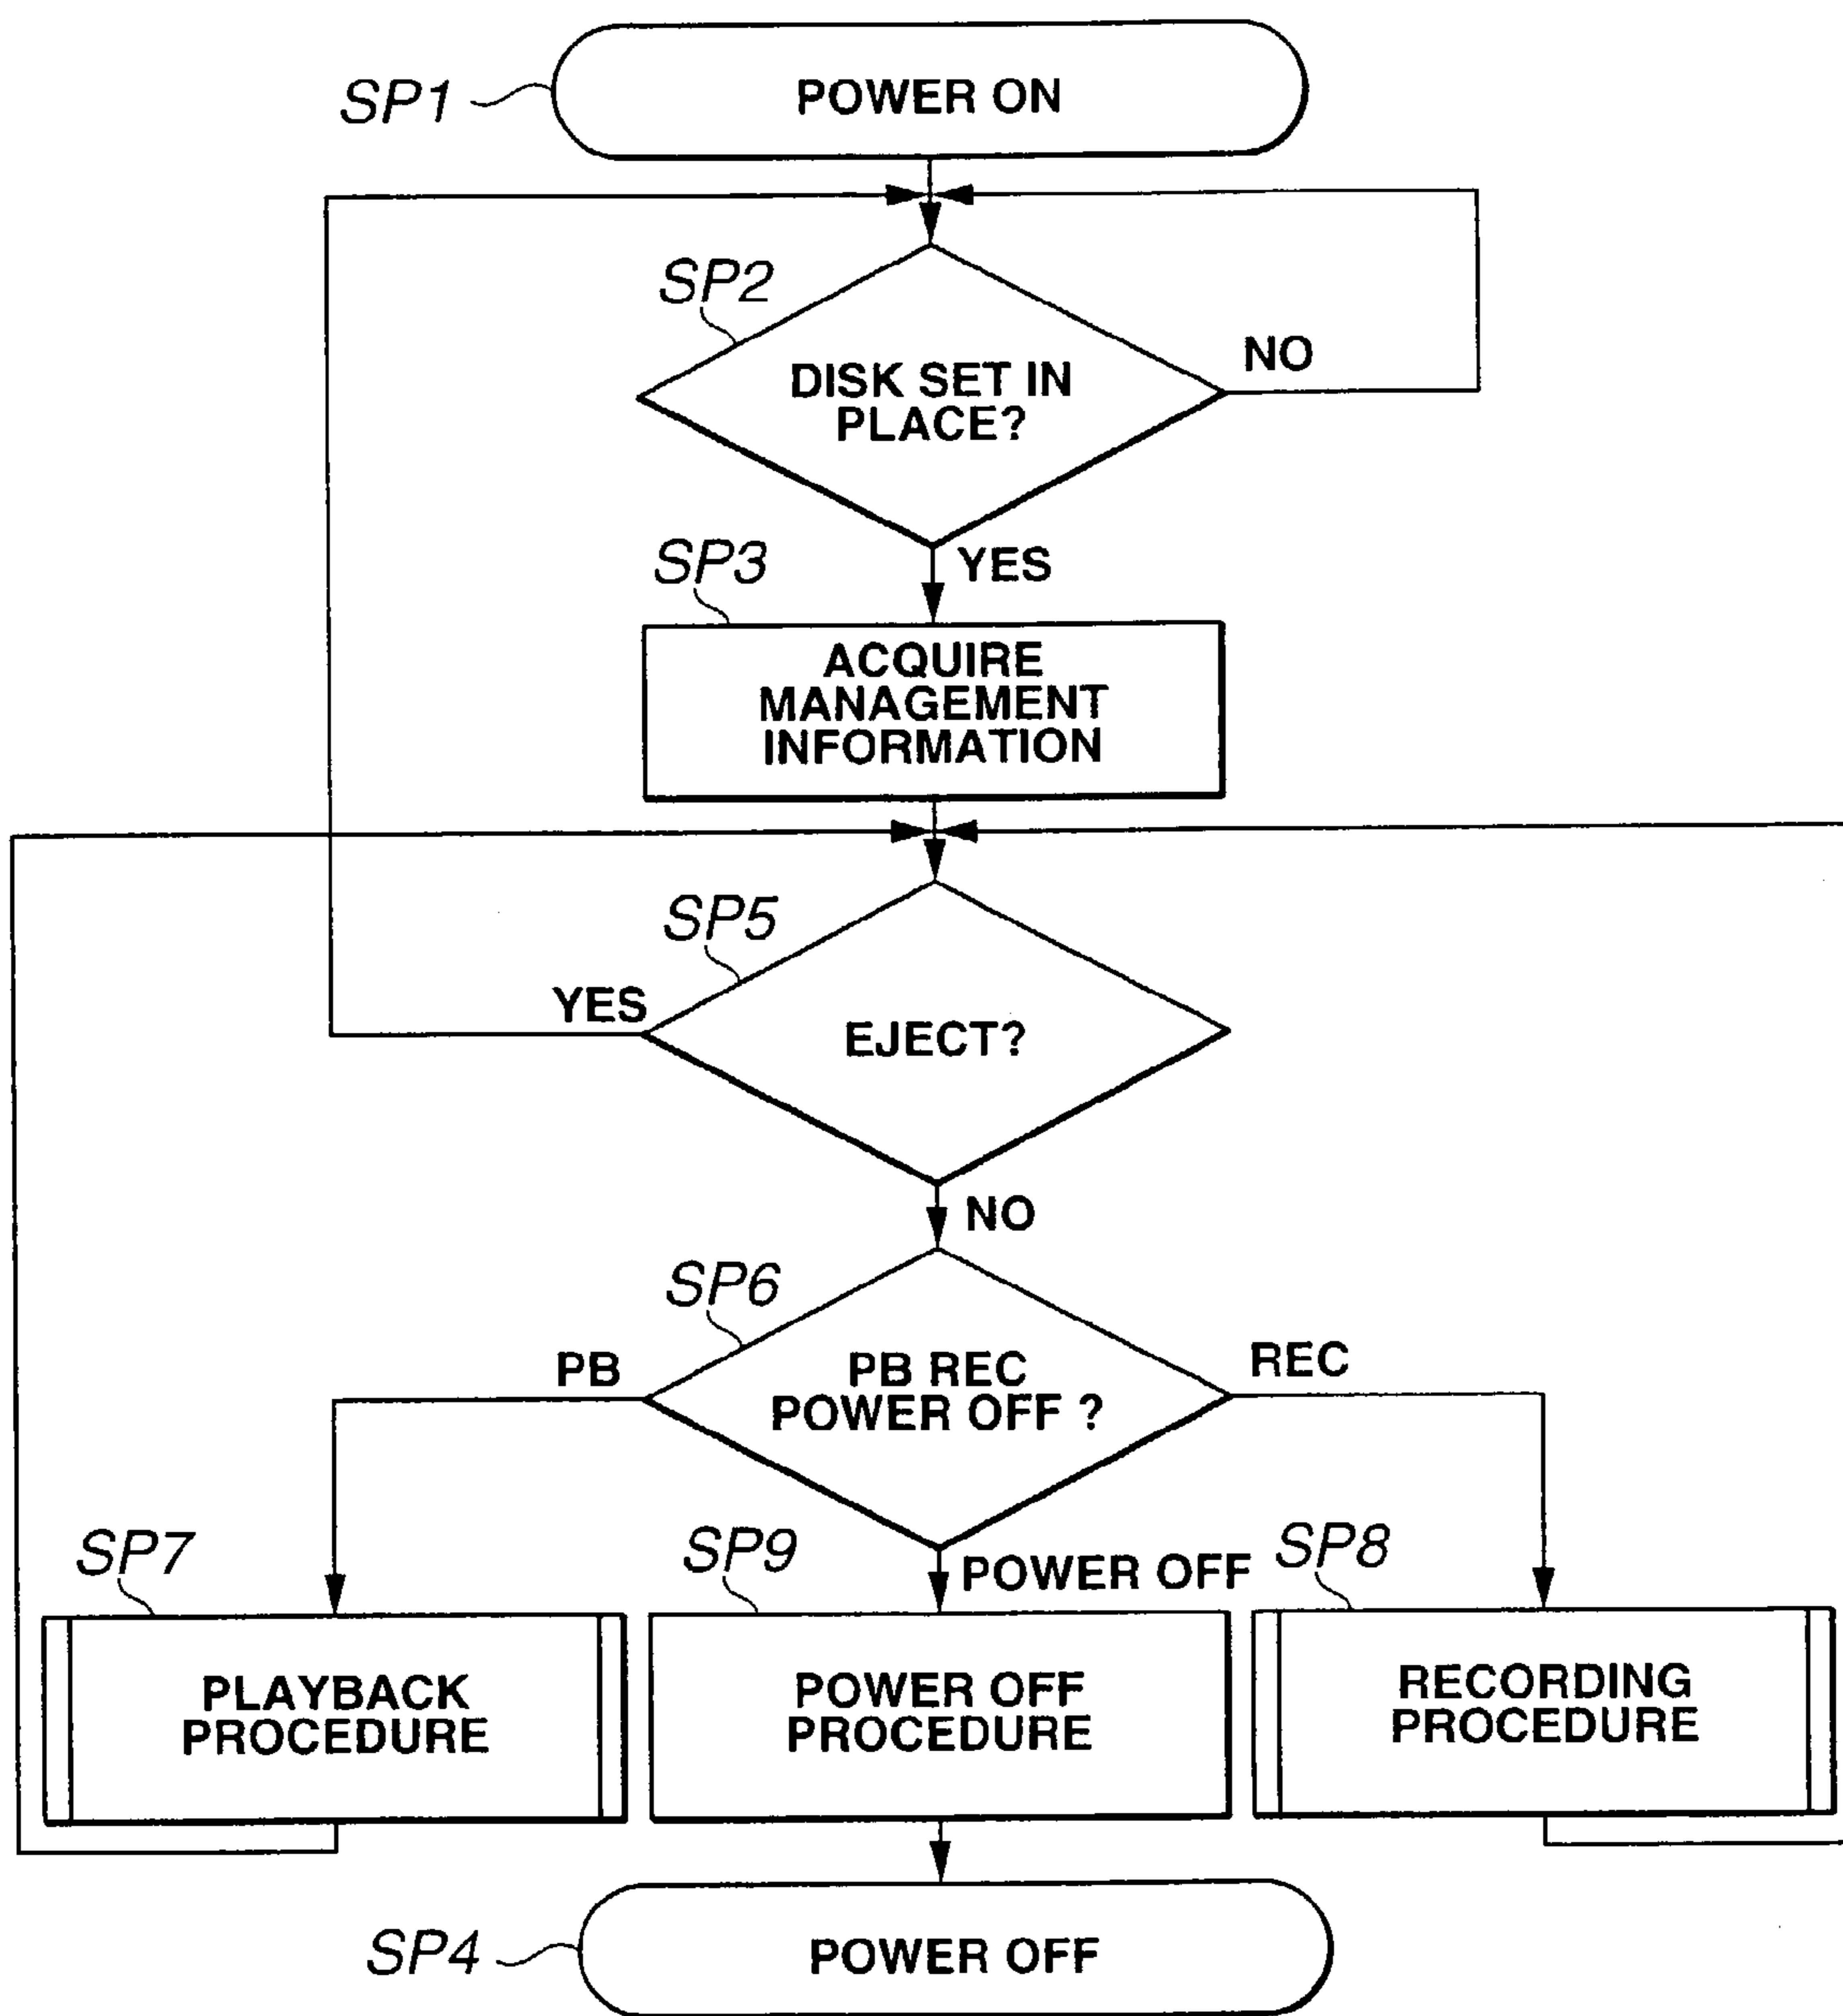 SP1
POWER ON
SP2
DISK SET IN
PLACE?
NO
YES
SP3
ACQUIRE
MANAGEMENT
INFORMATION
SP5
YES
EJECT?
NO
SP6
PB
PB REC
POWER OFF ?
REC
SP7
SP9
POWER OFF
SP8
PLAYBACK
PROCEDURE
POWER OFF
PROCEDURE
RECORDING
PROCEDURE
SP4
POWER OFF